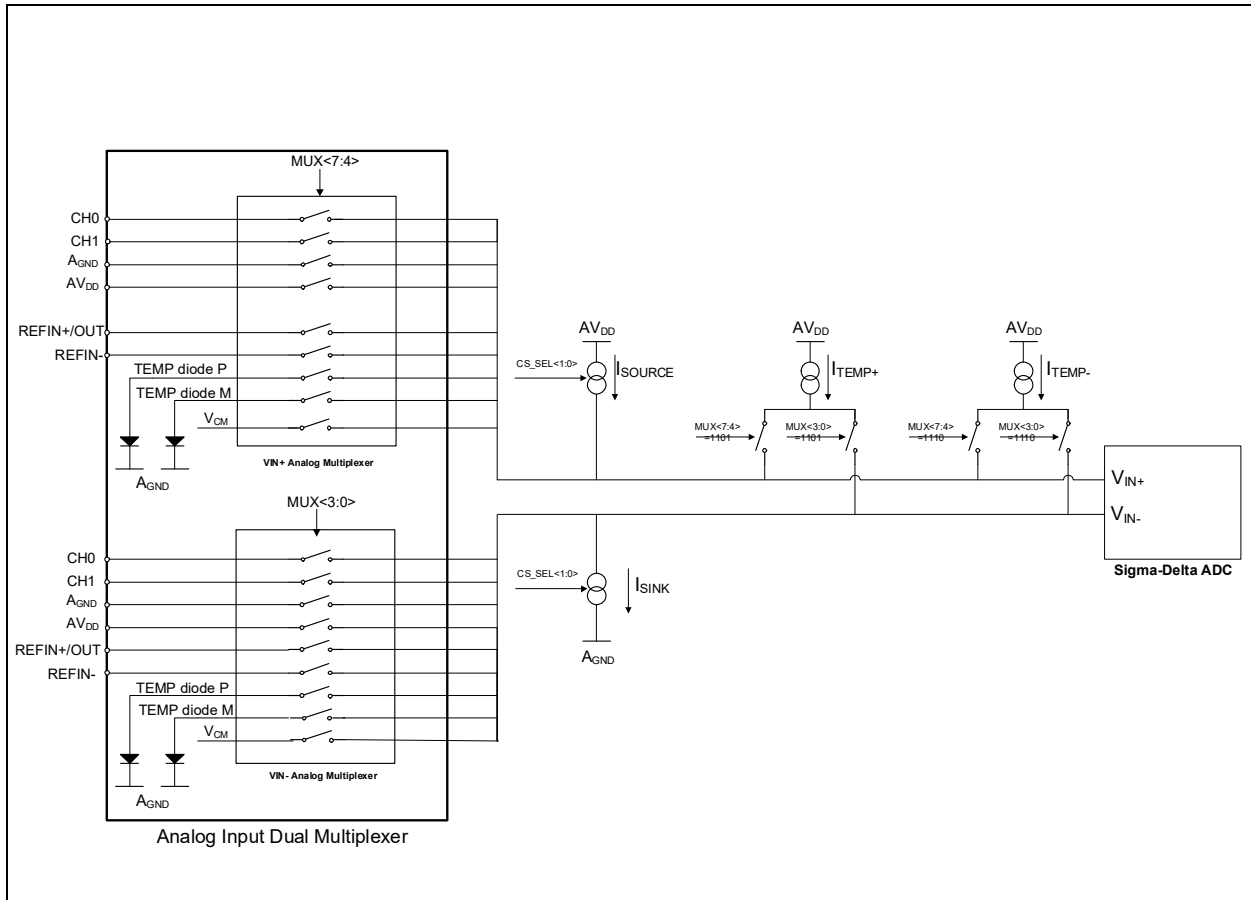 MUX<7:4>
CH0
CH1
AGND
AVDD
REFIN+/OUT
REFIN-
TEMP diode P
TEMP diode M
VCM
AGND
VIN+ Analog Multiplexer
MUX<3:0>
CH0
CH1
AGND
AVDD
REFIN+/OUT
REFIN-
TEMP diode P
TEMP diode M
VCM
AGND
VIN- Analog Multiplexer
Analog Input Dual Multiplexer
AVDD
CS_SEL<1:0>
ISOURCE
CS_SEL<1:0>
ISINK
AGND
AVDD
ITEMP+
MUX<7:4>
=1101
MUX<3:0>
=1101
AVDD
ITEMP-
MUX<7:4>
=1110
MUX<3:0>
=1110
VIN+
VIN-
Sigma-Delta ADC